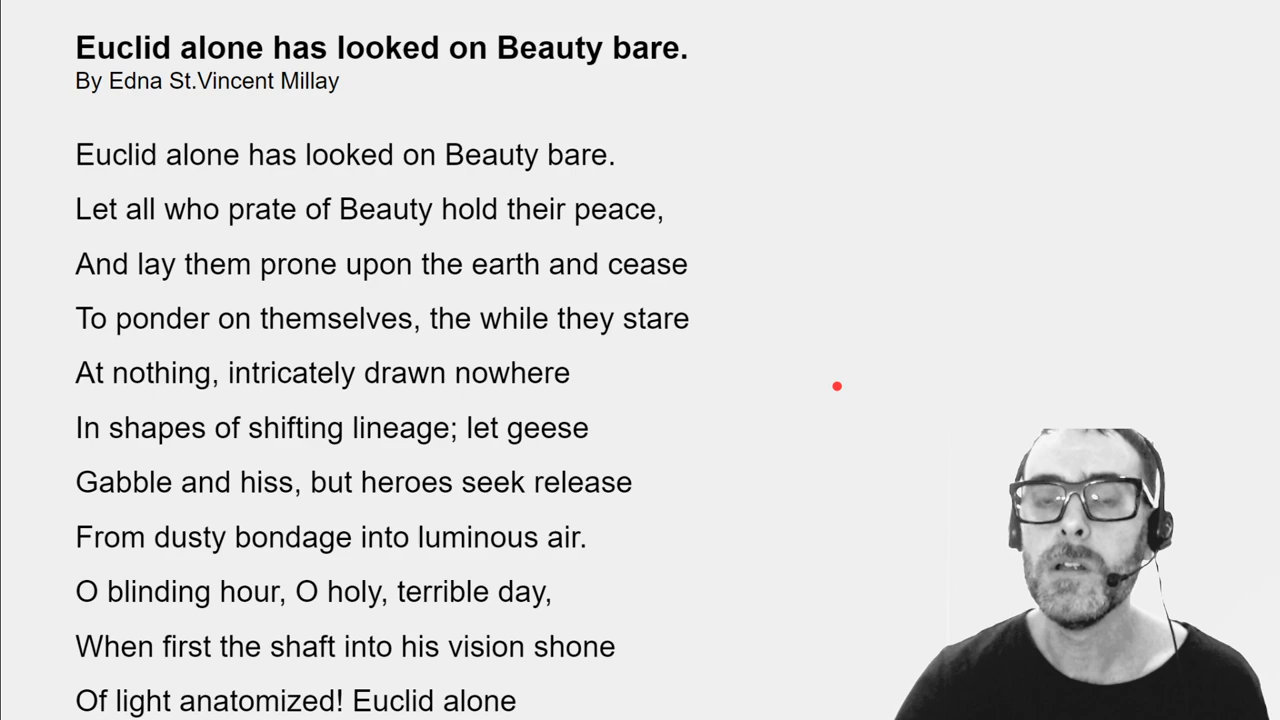 Euclid alone has looked on Beauty bare.
By Edna St.Vincent Millay
Euclid alone has looked on Beauty bare.
Let all who prate of Beauty hold their peace,
And lay them prone upon the earth and cease
To ponder on themselves, the while they stare
At nothing, intricately drawn nowhere
In shapes of shifting lineage; let geese
Gabble and hiss, but heroes seek release
From dusty bondage into luminous air.
O blinding hour, O holy, terrible day,
When first the shaft into his vision shone
Of light anatomized! Euclid alone